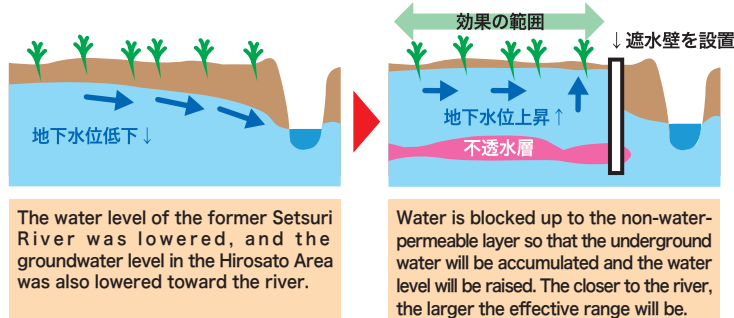 効果の範囲
↓遮水壁を設置
地下水位低下↓
地下水位上昇↑
不透水層
The water level of the former Setsuri
River was lowered, and the
groundwater level in the Hirosato Area
was also lowered toward the river.
Water is blocked up to the non-water-
permeable layer so that the underground
water will be accumulated and the water
level will be raised. The closer to the river,
the larger the effective range will be.